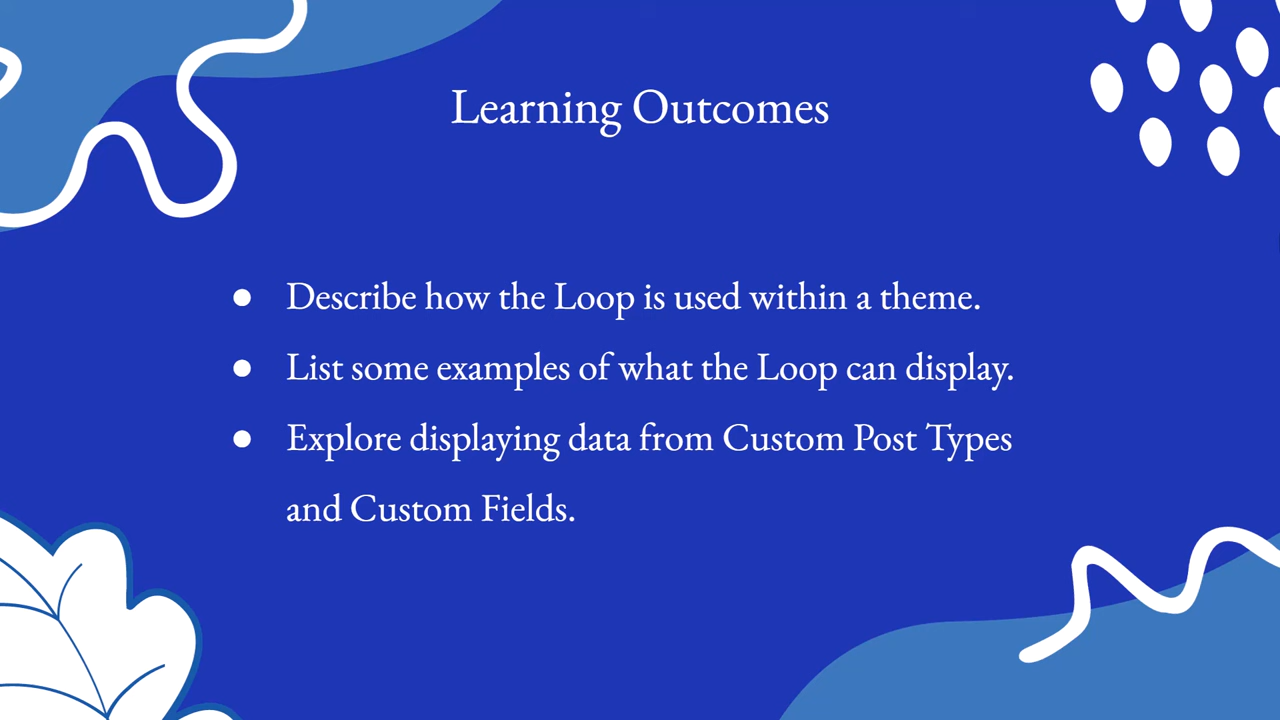 Learning Outcomes
● Describe how the Loop is used within a theme.
● List some examples of what the Loop can display.
● Explore displaying data from Custom Post Types
and Custom Fields.